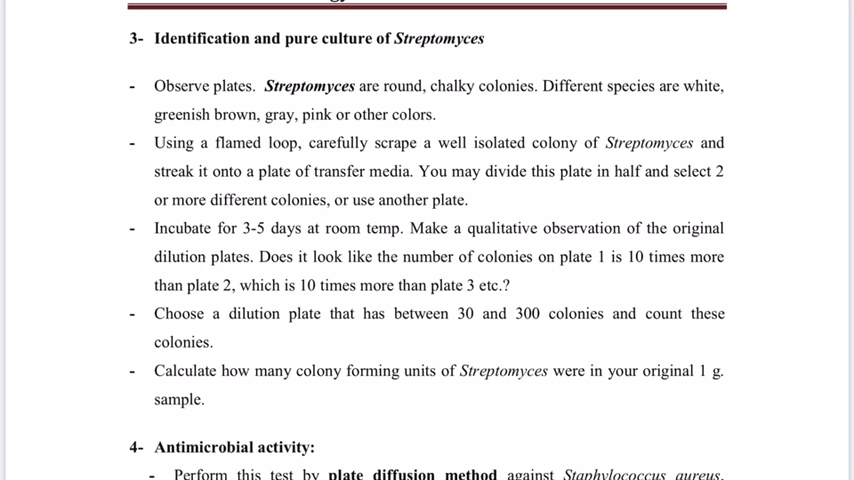 3- Identification and pure culture of Streptomyces
- Observe plates. Streptomyces are round, chalky colonies. Different species are white,
greenish brown, gray, pink or other colors.
- Using a flamed loop, carefully scrape a well isolated colony of Streptomyces and
streak it onto a plate of transfer media. You may divide this plate in half and select 2
or more different colonies, or use another plate.
- Incubate for 3-5 days at room temp. Make a qualitative observation of the original
dilution plates. Does it look like the number of colonies on plate 1 is 10 times more
than plate 2, which is 10 times more than plate 3 etc.?
- Choose a dilution plate that has between 30 and 300 colonies and count these
colonies.
- Calculate how many colony forming units of Streptomyces were in your original 1 g.
sample.
4- Antimicrobial activity:
- Perform this test by plate diffusion method against Staphylococcus aureus,